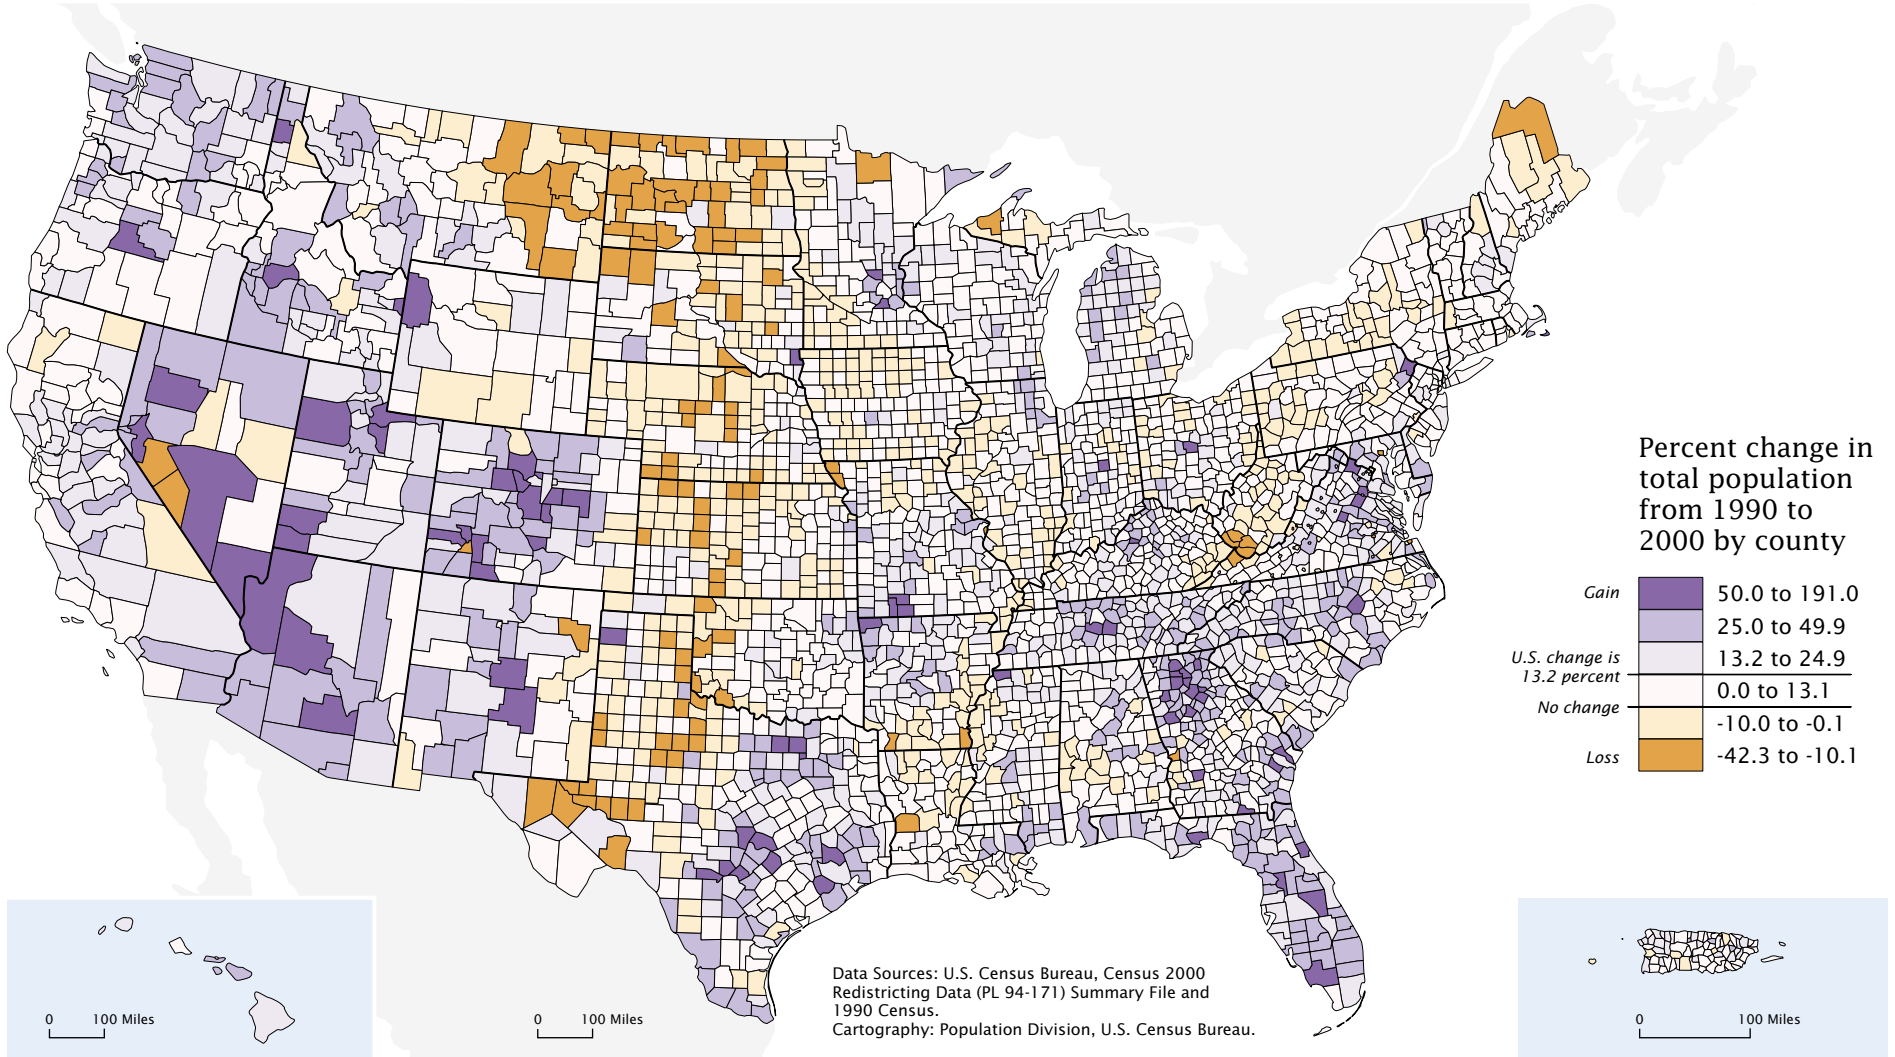 Percent change in
total population
from 1990 to
2000 by county
Gain
50.0 to 191.0
25.0 to 49.9
U.S. change is
13.2 percent
13.2 to 24.9
0.0 to 13.1
No change
-10.0 to -0.1
Loss
-42.3 to -10.1
Data Sources: U.S. Census Bureau, Census 2000
Redistricting Data (PL 94-171) Summary File and
1990 Census.
Cartography: Population Division, U.S. Census Bureau.
0 100 Miles
0 100 Miles
0 100 Miles